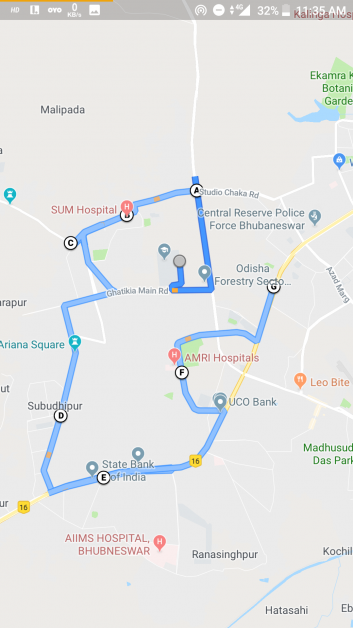 HD L OYO 0 KB/s 4G 32% 11:35 AM
Kalinga Hospita
Ekamra K
Botani
Garde
Malipada
A
Studio Chaka Rd
H
SUM Hospital
B
Central Reserve Police
Force Bhubaneswar
C
Odisha
Forestry Secto...
G
Azad Marg
Ghatikia Main Rd
arapur
Ariana Square
H
AMRI Hospitals
F
Leo Bite
UCO Bank
Subudhipur
D
Madhusud
Das Park
State Bank
of India
E
16
16
ur
AIIMS HOSPITAL,
BHUBNESWAR
H
Ranasinghpur
Kochil
Hatasahi
Eb